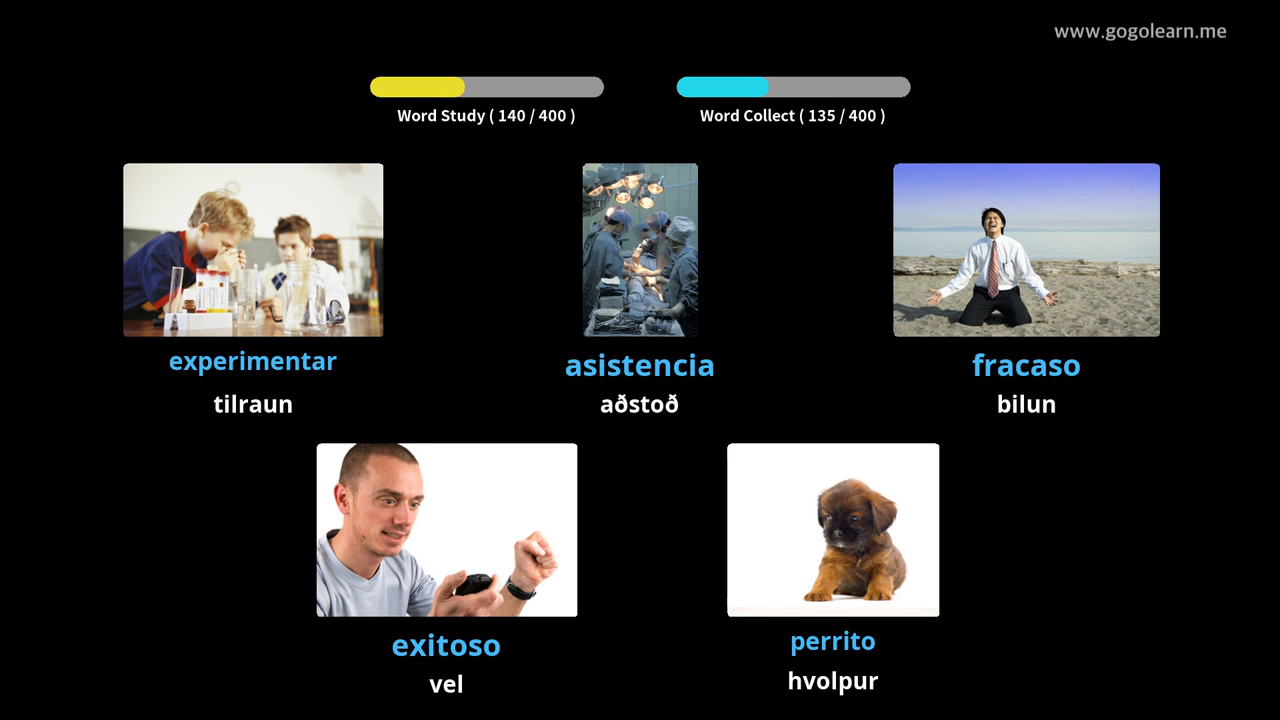 www.gogolearn.me
Word Study ( 140 / 400 )
Word Collect ( 135 / 400 )
experimentar
tilraun
asistencia
aðstoð
fracaso
bilun
exitoso
vel
perrito
hvolpur